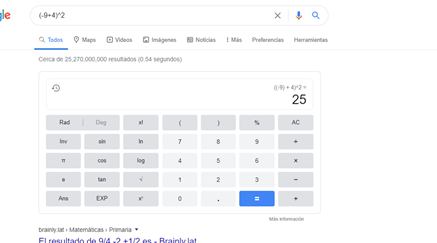 gle
(-9+4)^2
Todos Maps Videos Imágenes Noticias Más Preferencias Herramientas
Cerca de 25,270,000,000 resultados (0.54 segundos)
((-9) + 4)^2 =
25
Rad | Deg x! ( ) % AC
Inv sin ln 7 8 9 ÷
π cos log 4 5 6 ×
e tan √ 1 2 3 −
Ans EXP xʸ 0 . = +
Más información
brainly.lat › Matemáticas › Primaria
El resultado de 9/4 -2 +1/2 es - Brainly.lat